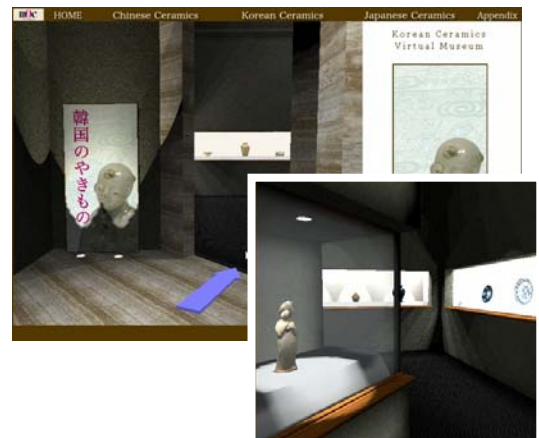 moc
HOME
Chinese Ceramics
Korean Ceramics
Japanese Ceramics
Appendix
Korean Ceramics
Virtual Museum
韓国のやきもの